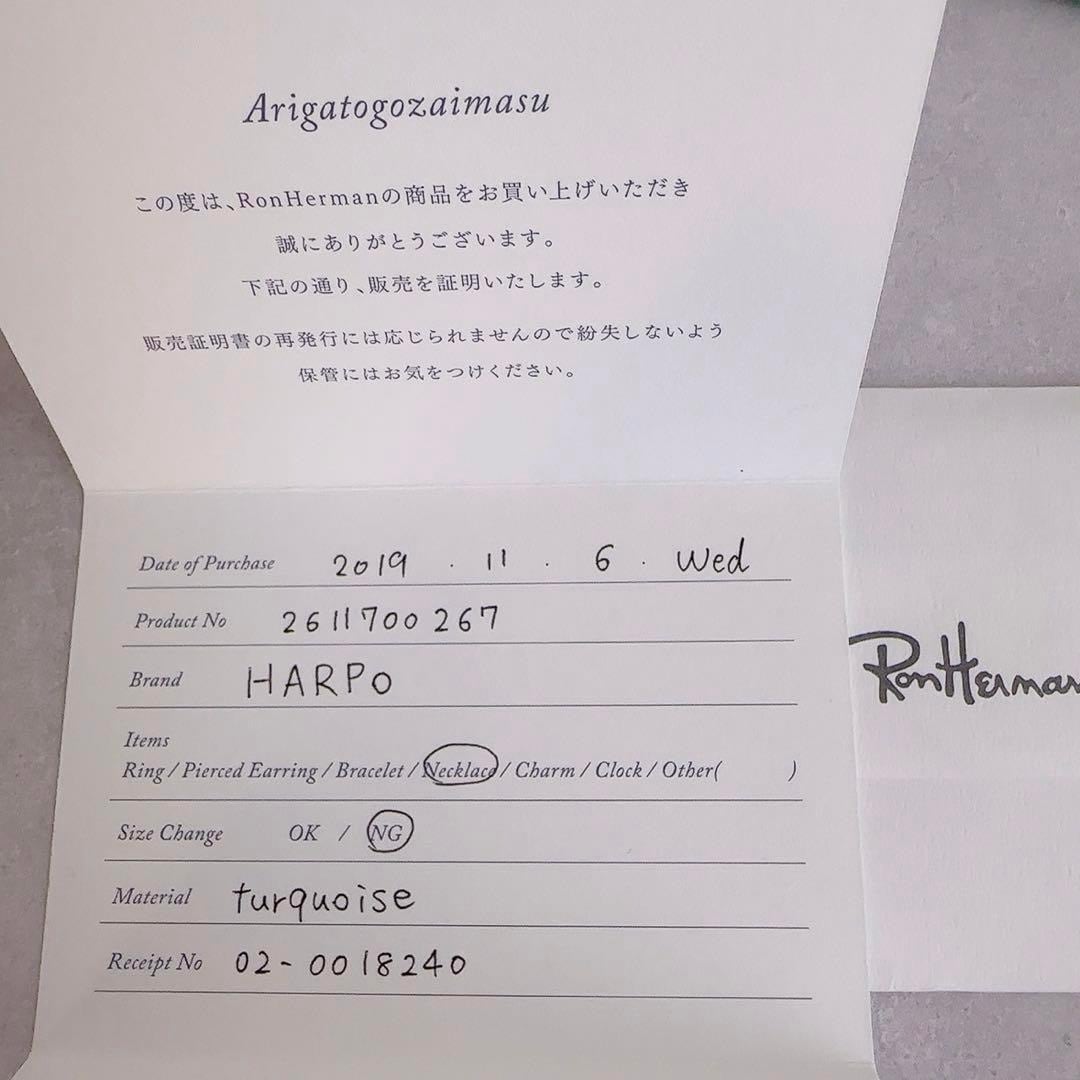 Arigatogozaimasu
この度は、RonHermanの商品をお買い上げいただき
誠にありがとうございます。
下記の通り、販売を証明いたします。
販売証明書の再発行には応じられませんので紛失しないよう
保管にはお気をつけください。
Date of Purchase 2019 . 11 . 6 . Wed
Product No 2611700267
Brand HARPO
Items
Ring / Pierced Earring / Bracelet / Necklace / Charm / Clock / Other( )
Size Change OK / NG
Material turquoise
Receipt No 02-0018240
RonHerman